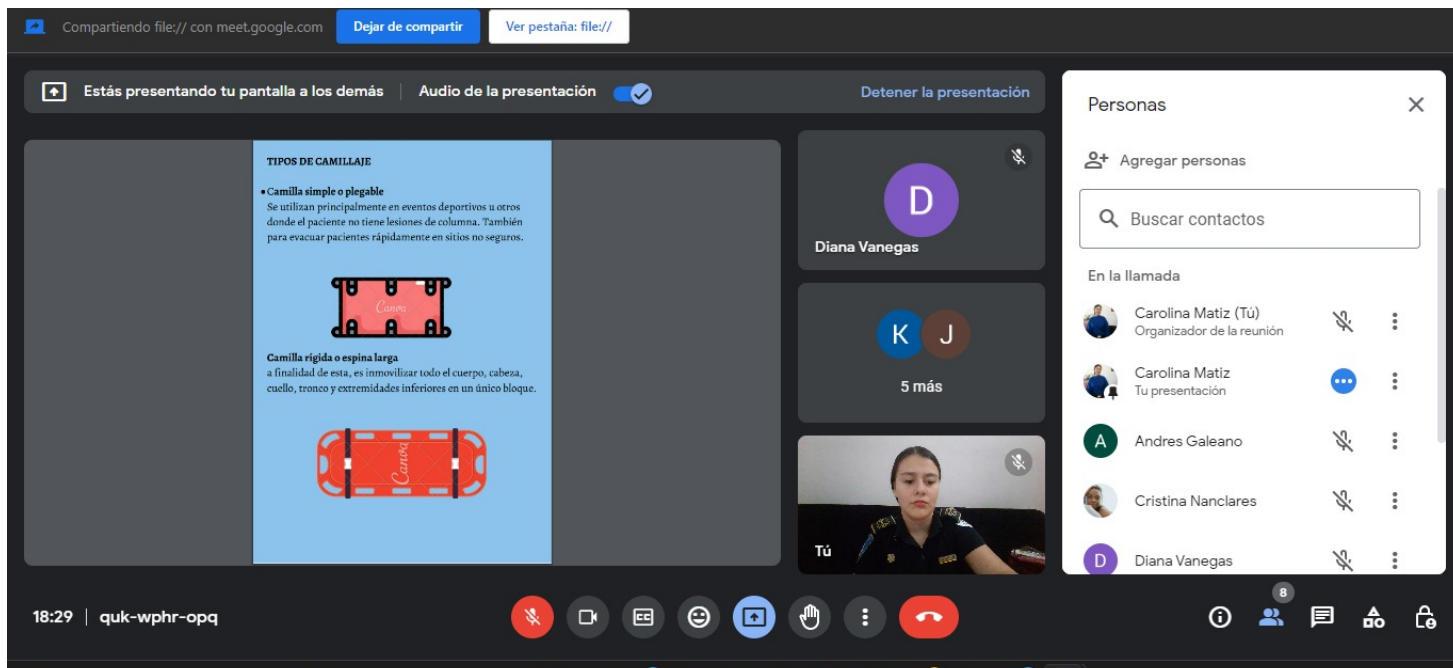 Compartiendo file:// con meet.google.com
Dejar de compartir
Ver pestaña: file://
Estás presentando tu pantalla a los demás
Audio de la presentación
Detener la presentación
TIPOS DE CAMILLAJE
• Camilla simple o plegable
Se utilizan principalmente en eventos deportivos u otros
donde el paciente no tiene lesiones de columna. También
para evacuar pacientes rápidamente en sitios no seguros.
Canva
Camilla rígida o espina larga
a finalidad de esta, es inmovilizar todo el cuerpo, cabeza,
cuello, tronco y extremidades inferiores en un único bloque.
Canva
D
Diana Vanegas
K
J
5 más
Tú
Personas
Agregar personas
Buscar contactos
En la llamada
Carolina Matiz (Tú)
Organizador de la reunión
Carolina Matiz
Tu presentación
A
Andres Galeano
Cristina Nanclares
D
Diana Vanegas
18:29 | quk-wphr-opq
CC
8